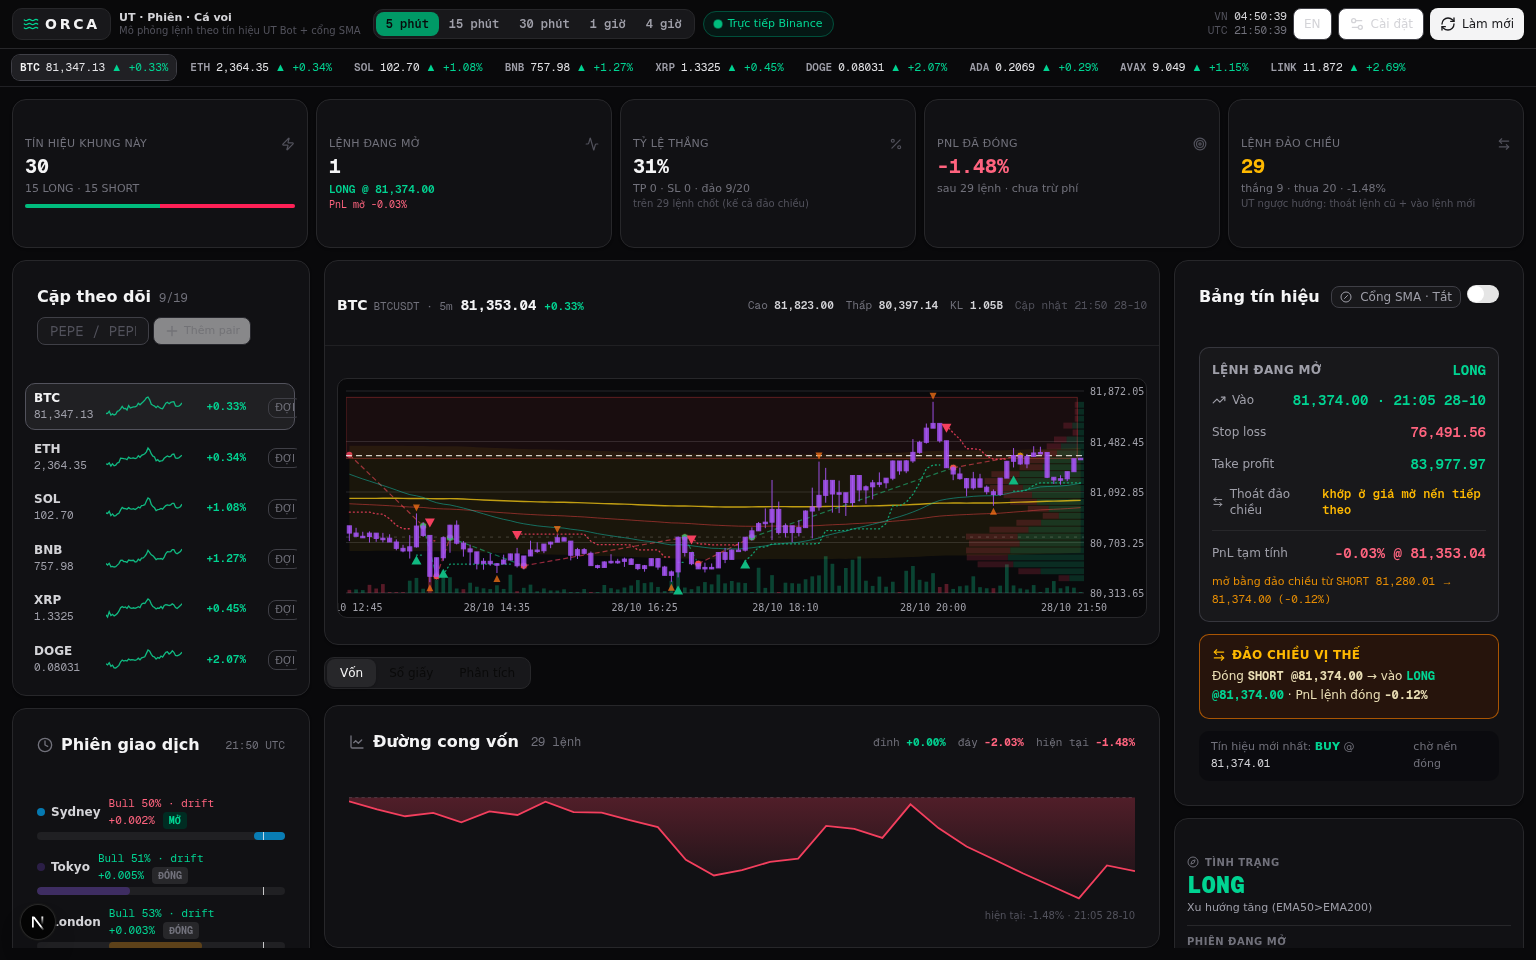 ORCA
UT · Phiên · Cá voi
Mô phỏng lệnh theo tín hiệu UT Bot + cổng SMA
5 phút 15 phút 30 phút 1 giờ 4 giờ
Trực tiếp Binance
VN 04:50:39
UTC 21:50:39
EN
Cài đặt
Làm mới
BTC 81,347.13 ▲ +0.33% ETH 2,364.35 ▲ +0.34% SOL 102.70 ▲ +1.08% BNB 757.98 ▲ +1.27% XRP 1.3325 ▲ +0.45% DOGE 0.08031 ▲ +2.07% ADA 0.2069 ▲ +0.29% AVAX 9.049 ▲ +1.15% LINK 11.872 ▲ +2.69%
TÍN HIỆU KHUNG NÀY
30
15 LONG · 15 SHORT
LỆNH ĐANG MỞ
1
LONG @ 81,374.00
PnL mở -0.03%
TỶ LỆ THẮNG
31%
TP 0 · SL 0 · đảo 9/20
trên 29 lệnh chốt (kể cả đảo chiều)
PNL ĐÃ ĐÓNG
-1.48%
sau 29 lệnh · chưa trừ phí
LỆNH ĐẢO CHIỀU
29
thắng 9 · thua 20 · -1.48%
UT ngược hướng: thoát lệnh cũ + vào lệnh mới
Cặp theo dõi 9/19
PEPE / PEPI
Thêm pair
BTC
81,347.13
+0.33%
ĐỢI
ETH
2,364.35
+0.34%
ĐỢI
SOL
102.70
+1.08%
ĐỢI
BNB
757.98
+1.27%
ĐỢI
XRP
1.3325
+0.45%
ĐỢI
DOGE
0.08031
+2.07%
ĐỢI
Phiên giao dịch 21:50 UTC
Sydney Bull 50% · drift
+0.002% MỞ
Tokyo Bull 51% · drift
+0.005% ĐÓNG
London Bull 53% · drift
+0.003% ĐÓNG
BTC BTCUSDT · 5m 81,353.04 +0.33%
Cao 81,823.00 Thấp 80,397.14 KL 1.05B Cập nhật 21:50 28-10
81,872.05
81,482.45
81,092.85
80,703.25
80,313.65
0 12:45 28/10 14:35 28/10 16:25 28/10 18:10 28/10 20:00 28/10 21:50
Vốn Sổ giấy Phân tích
Đường cong vốn 29 lệnh
đỉnh +0.00% đáy -2.03% hiện tại -1.48%
hiện tại: -1.48% · 21:05 28-10
Bảng tín hiệu
Cổng SMA · Tắt
LỆNH ĐANG MỞ LONG
Vào 81,374.00 · 21:05 28-10
Stop loss 76,491.56
Take profit 83,977.97
Thoát đảo chiều
khớp ở giá mở nến tiếp theo
PnL tạm tính -0.03% @ 81,353.04
mở bằng đảo chiều từ SHORT 81,280.01 →
81,374.00 (-0.12%)
ĐẢO CHIỀU VỊ THẾ
Đóng SHORT @81,374.00 → vào LONG
@81,374.00 · PnL lệnh đóng -0.12%
Tín hiệu mới nhất: BUY @
81,374.01
chờ nến
đóng
TÌNH TRẠNG
LONG
Xu hướng tăng (EMA50>EMA200)
PHIÊN ĐANG MỞ